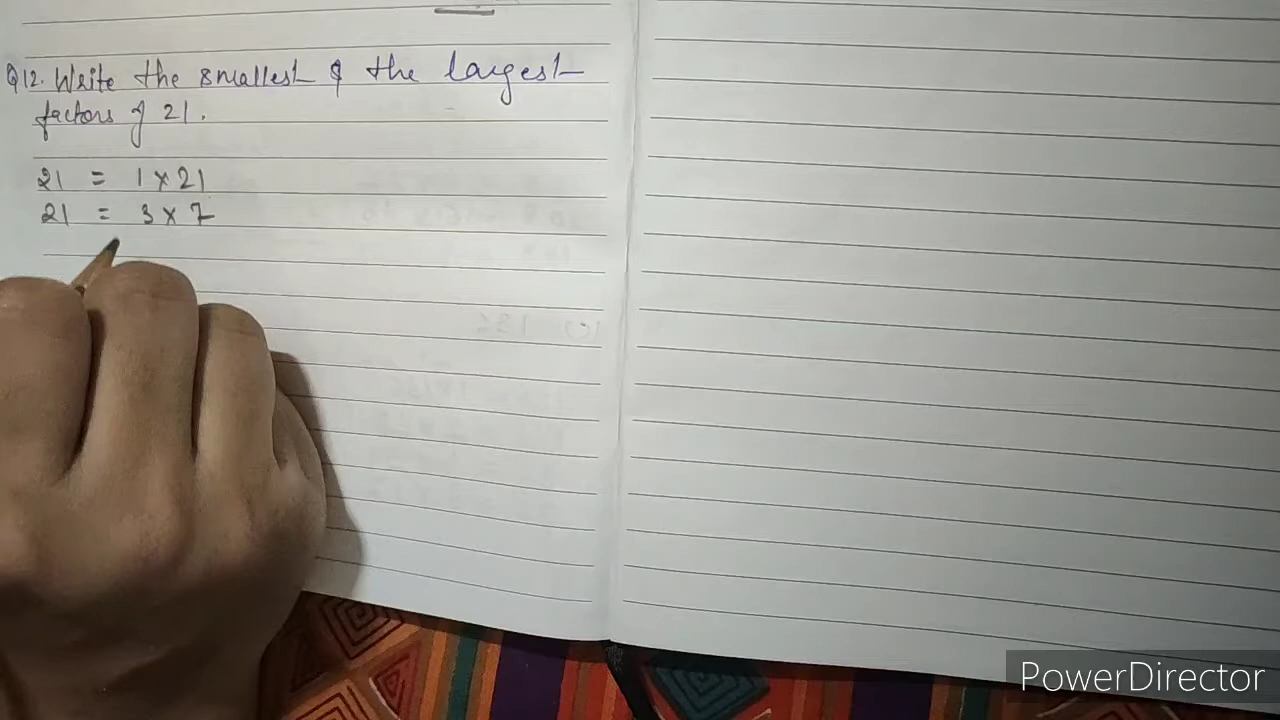 Q12. Write the smallest & the largest
factors of 21.
21 = 1 x 21
21 = 3 x 7
PowerDirector